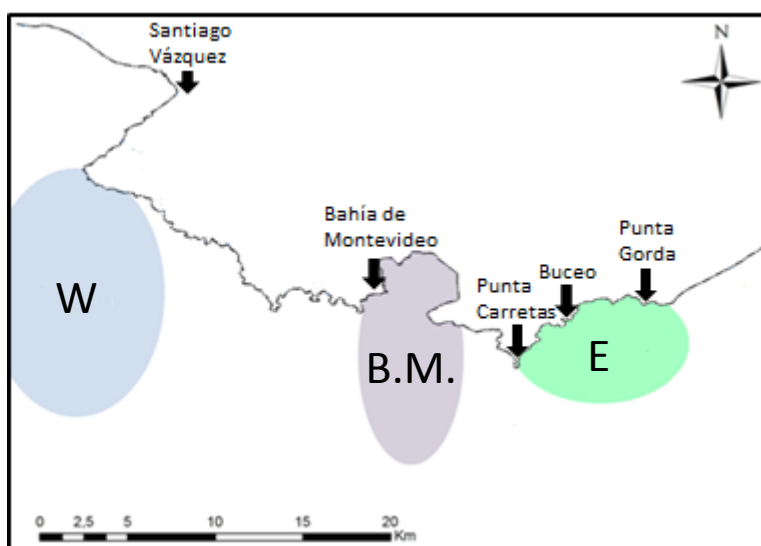 Santiago
Vázquez
N
Bahía de
Montevideo
Punta
Gorda
Buceo
Punta
Carretas
W
B.M.
E
0 2,5 5 10 15 20
Km